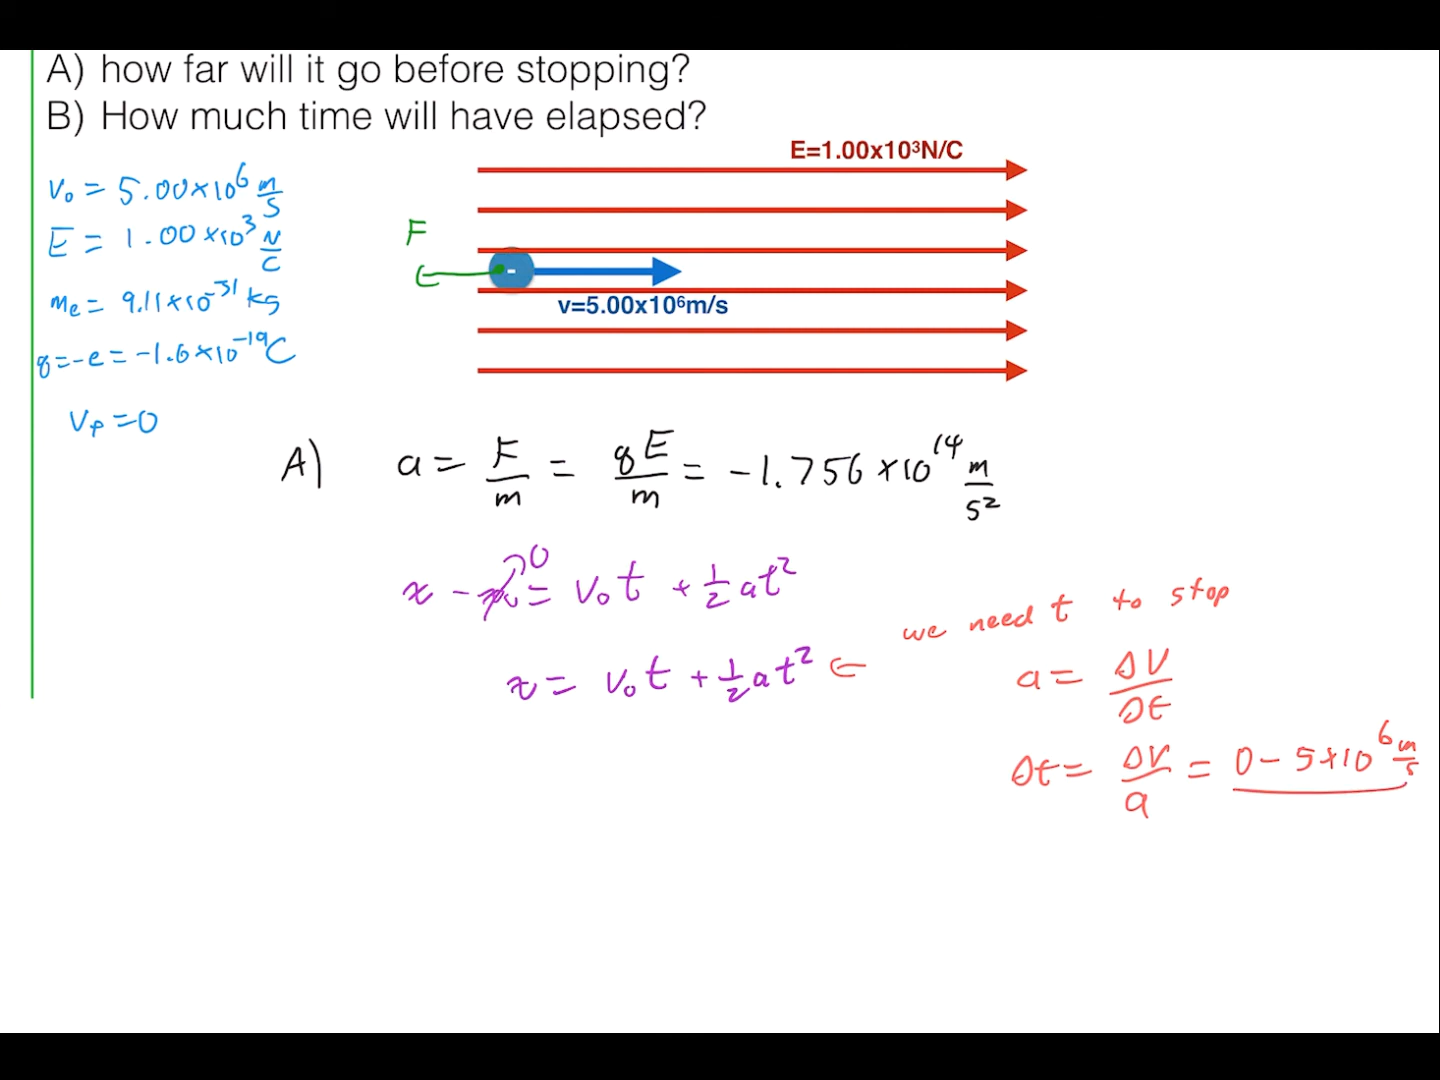 A) how far will it go before stopping?
B) How much time will have elapsed?
E=1.00x10³N/C
v₀ = 5.00×10⁶ m/s
E = 1.00×10³ N/C
F
v=5.00x10⁶m/s
mₑ = 9.11×10⁻³¹ kg
q=-e = -1.6×10⁻¹⁹C
v_f = 0
A) a = F/m = qE/m = -1.756 ×10¹⁴ m/s²
x - x₀ = v₀t + ½at²
0
we need t to stop
x = v₀t + ½at²
a = ΔV/Δt
Δt = ΔV/a = 0 - 5×10⁶ m/s